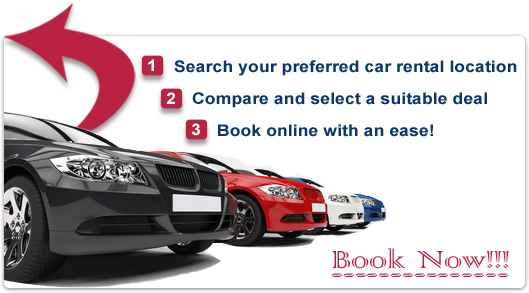 1 Search your preferred car rental location
2 Compare and select a suitable deal
3 Book online with an ease!
Book Now!!!